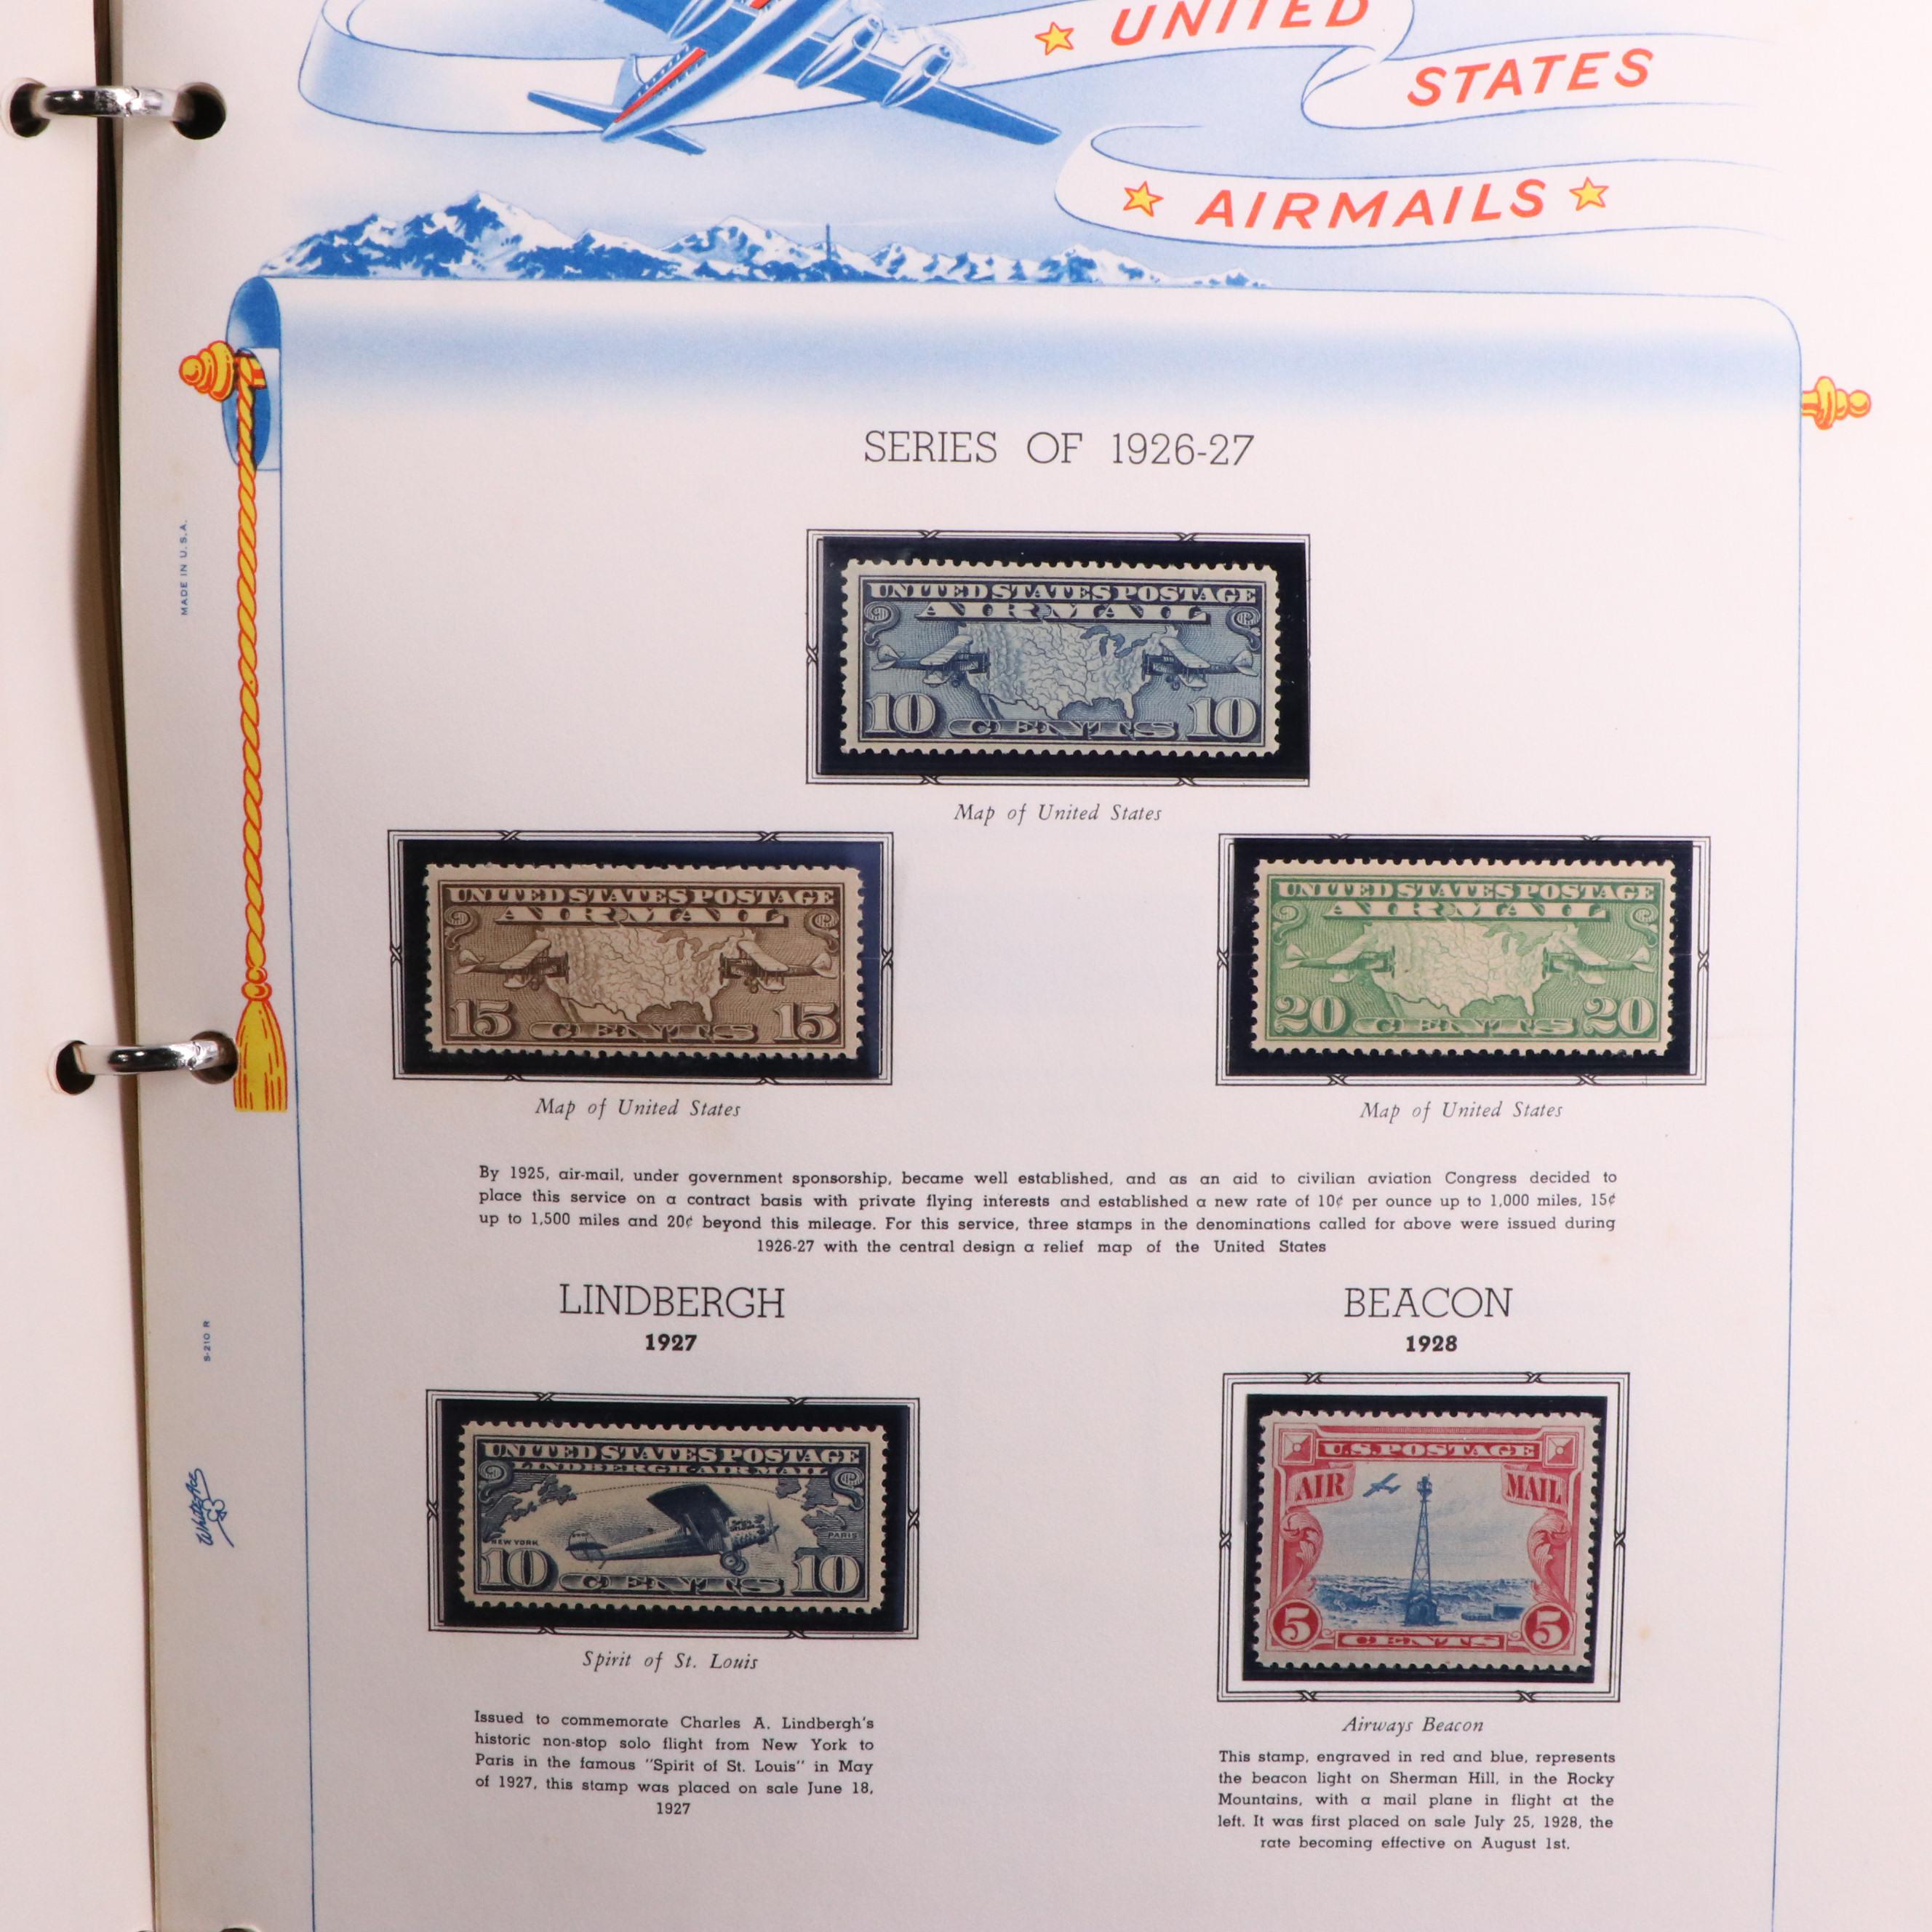 UNITED
STATES
AIRMAILS
SERIES OF 1926-27
UNITED STATES POSTAGE
AIR MAIL
10 CENTS 10
Map of United States
UNITED STATES POSTAGE
AIR MAIL
15 CENTS 15
Map of United States
UNITED STATES POSTAGE
AIR MAIL
20 CENTS 20
Map of United States
By 1925, air-mail, under government sponsorship, became well established, and as an aid to civilian aviation Congress decided to
place this service on a contract basis with private flying interests and established a new rate of 10¢ per ounce up to 1,000 miles, 15¢
up to 1,500 miles and 20¢ beyond this mileage. For this service, three stamps in the denominations called for above were issued during
1926-27 with the central design a relief map of the United States
LINDBERGH
1927
UNITED STATES POSTAGE
LINDBERGH AIR MAIL
NEW YORK
PARIS
10 CENTS 10
Spirit of St. Louis
Issued to commemorate Charles A. Lindbergh's
historic non-stop solo flight from New York to
Paris in the famous "Spirit of St. Louis" in May
of 1927, this stamp was placed on sale June 18,
1927
BEACON
1928
U.S. POSTAGE
AIR MAIL
5 CENTS 5
Airways Beacon
This stamp, engraved in red and blue, represents
the beacon light on Sherman Hill, in the Rocky
Mountains, with a mail plane in flight at the
left. It was first placed on sale July 25, 1928, the
rate becoming effective on August 1st.
MADE IN U.S.A.
S-210 R
White Ace